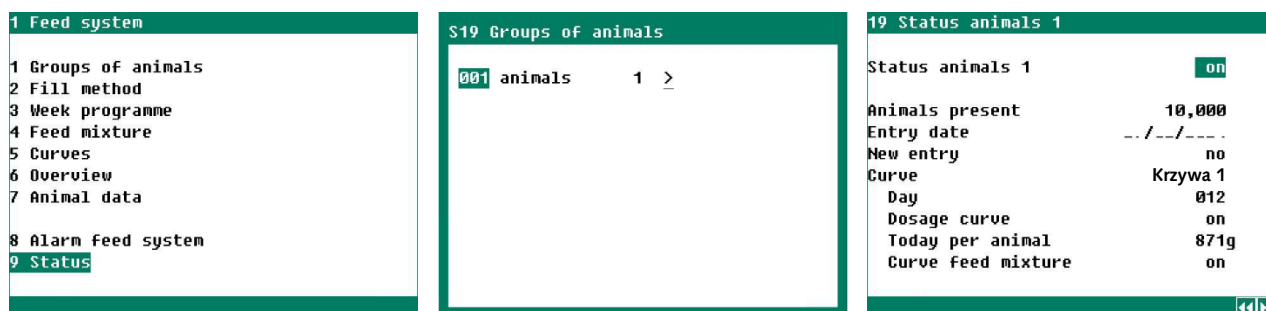 1 Feed system
1 Groups of animals
2 Fill method
3 Week programme
4 Feed mixture
5 Curves
6 Overview
7 Animal data
8 Alarm feed system
9 Status
S19 Groups of animals
001 animals 1 >
19 Status animals 1
Status animals 1 on
Animals present 10,000
Entry date __/__/____
New entry no
Curve Krzywa 1
Day 012
Dosage curve on
Today per animal 871g
Curve feed mixture on